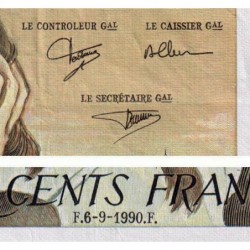 LE CONTROLEUR GAL LE CAISSIER GAL
LE SECRÉTAIRE GAL
CENTS FRAN
F.6-9-1990.F.